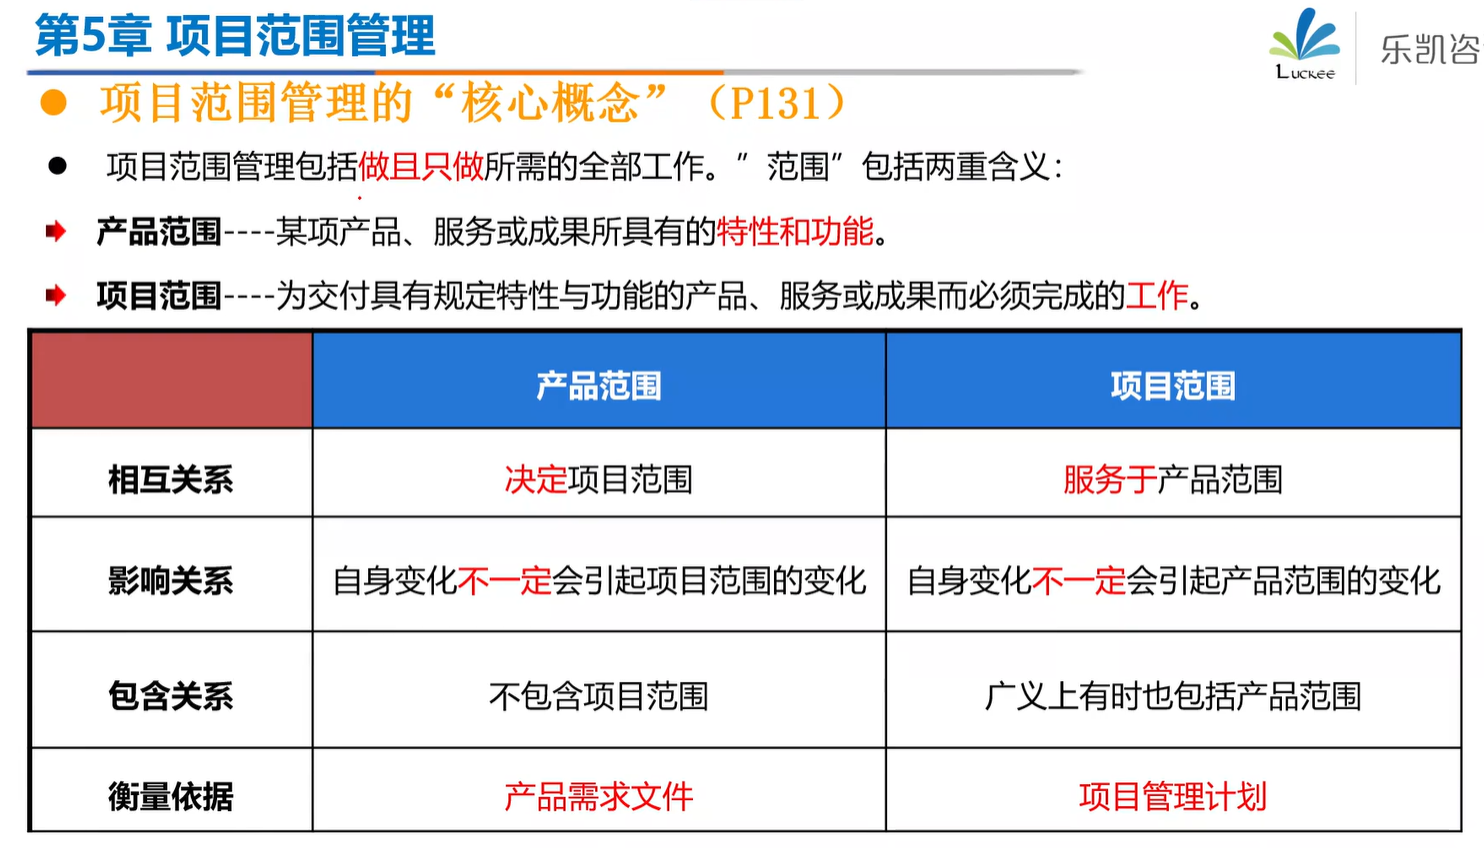 第5章 项目范围管理
Luckee
乐凯咨
项目范围管理的“核心概念”（P131）
项目范围管理包括做且只做所需的全部工作。”范围”包括两重含义：
产品范围----某项产品、服务或成果所具有的特性和功能。
项目范围----为交付具有规定特性与功能的产品、服务或成果而必须完成的工作。
产品范围 项目范围
相互关系 决定项目范围 服务于产品范围
影响关系 自身变化不一定会引起项目范围的变化 自身变化不一定会引起产品范围的变化
包含关系 不包含项目范围 广义上有时也包括产品范围
衡量依据 产品需求文件 项目管理计划